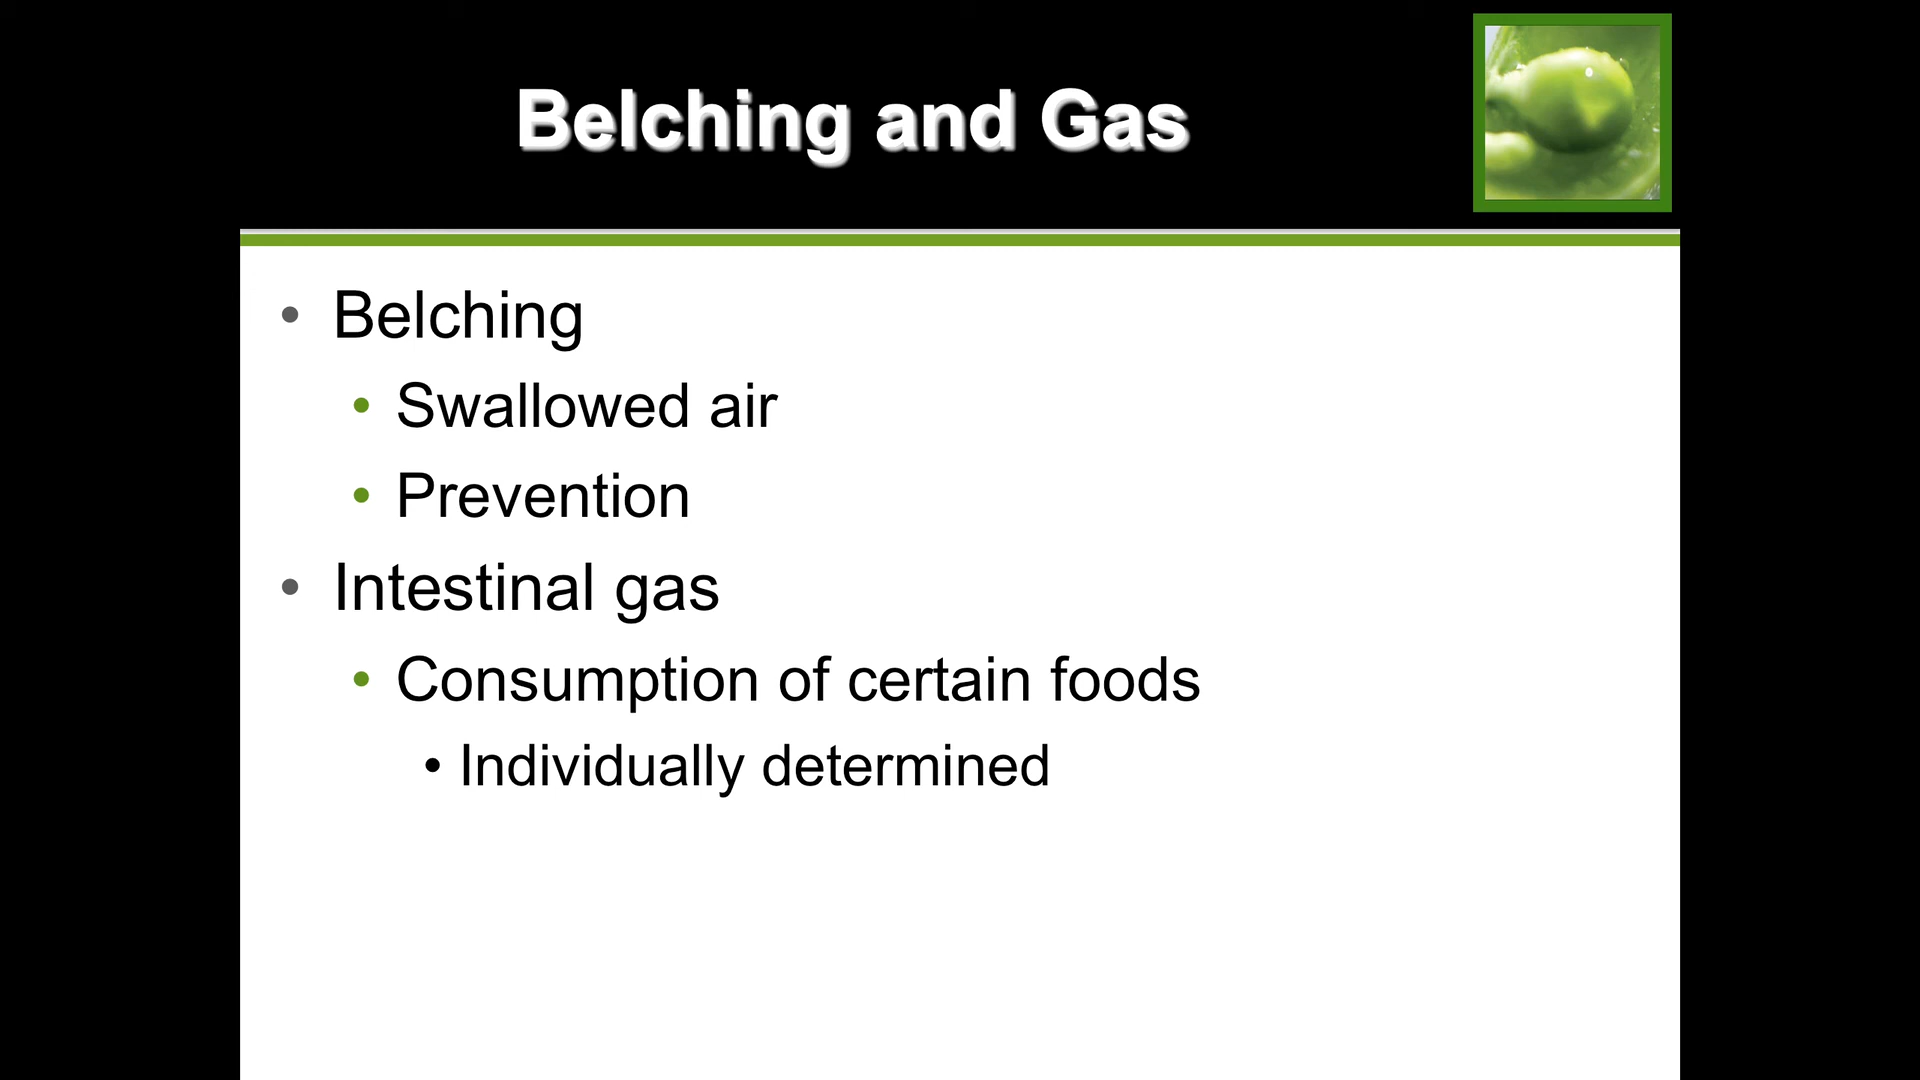 Belching and Gas
• Belching
• Swallowed air
• Prevention
• Intestinal gas
• Consumption of certain foods
• Individually determined